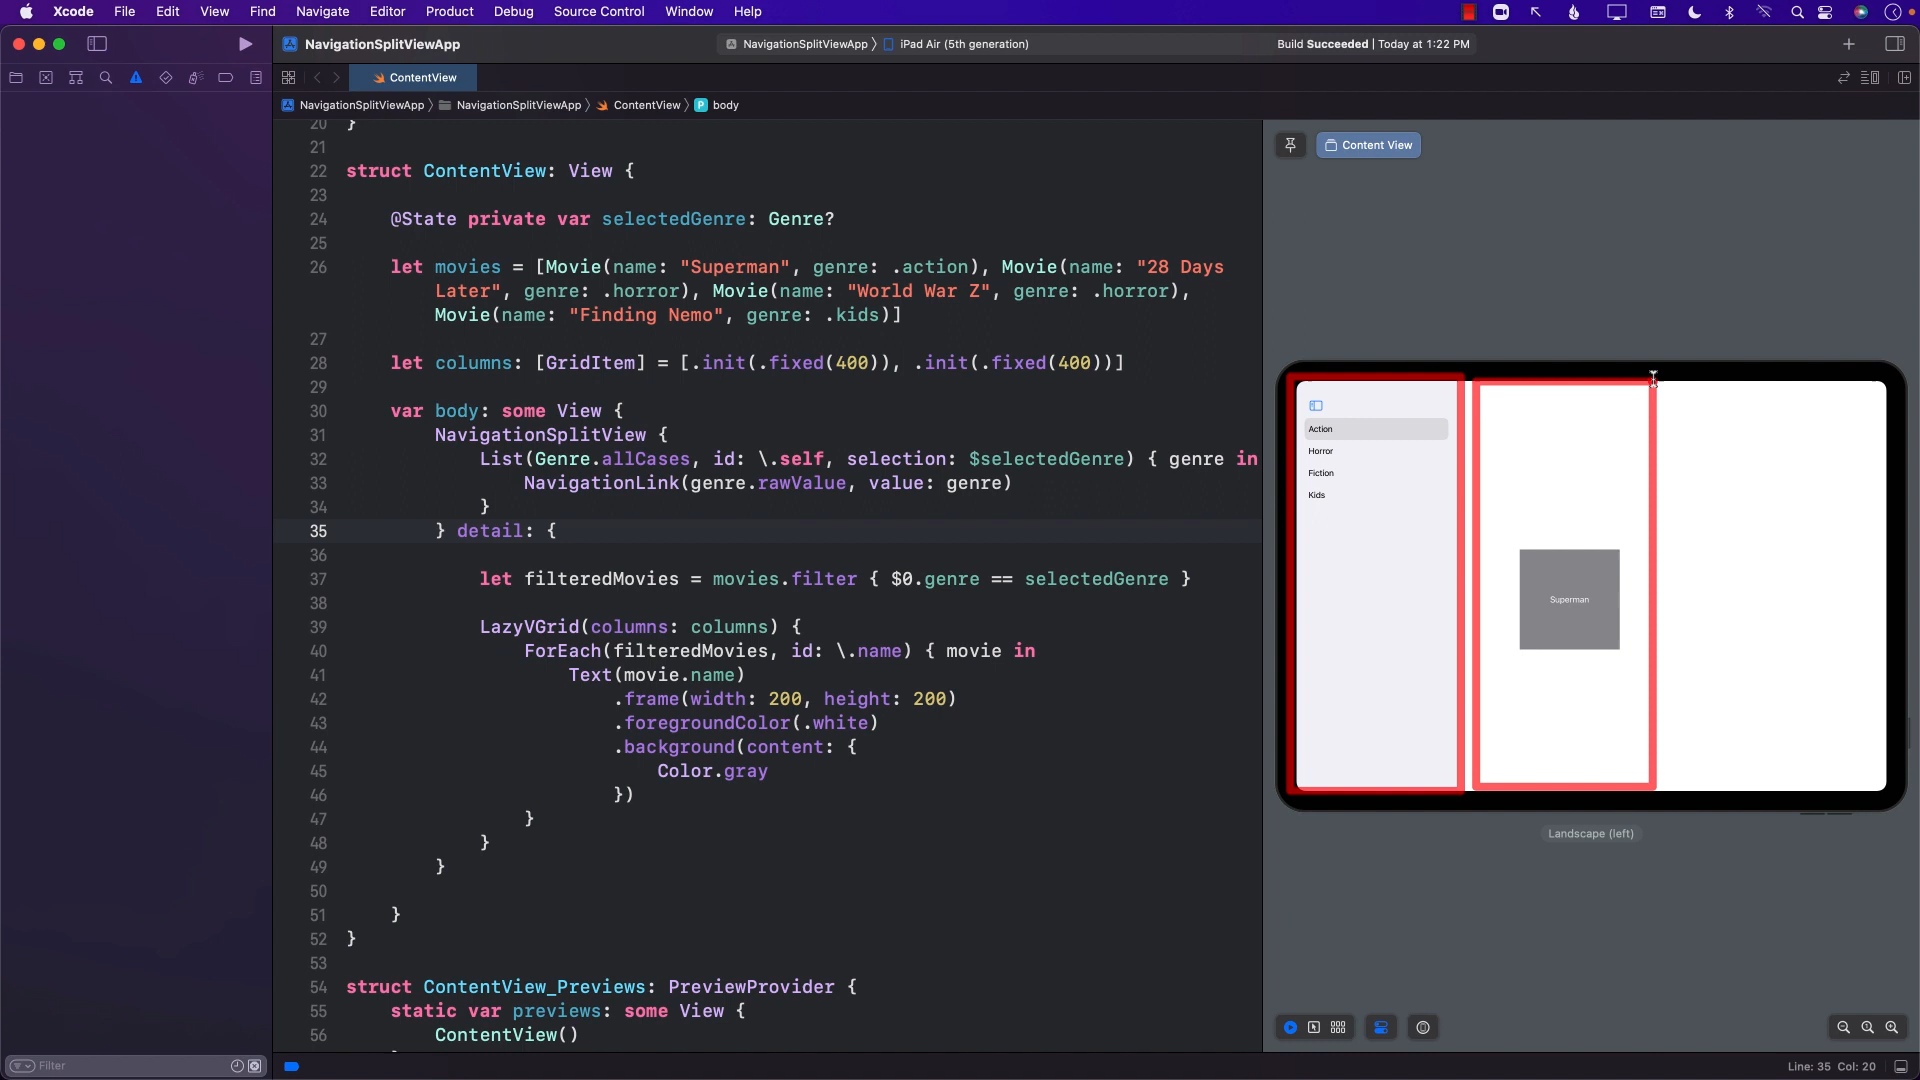 Xcode File Edit View Find Navigate Editor Product Debug Source Control Window Help
NavigationSplitViewApp
NavigationSplitViewApp 〉 iPad Air (5th generation)
Build Succeeded | Today at 1:22 PM
ContentView
NavigationSplitViewApp 〉 NavigationSplitViewApp 〉 ContentView 〉 P body
20 }
21
22 struct ContentView: View {
23
24 @State private var selectedGenre: Genre?
25
26 let movies = [Movie(name: "Superman", genre: .action), Movie(name: "28 Days
Later", genre: .horror), Movie(name: "World War Z", genre: .horror),
Movie(name: "Finding Nemo", genre: .kids)]
27
28 let columns: [GridItem] = [.init(.fixed(400)), .init(.fixed(400))]
29
30 var body: some View {
31 NavigationSplitView {
32 List(Genre.allCases, id: \.self, selection: $selectedGenre) { genre in
33 NavigationLink(genre.rawValue, value: genre)
34 }
35 } detail: {
36
37 let filteredMovies = movies.filter { $0.genre == selectedGenre }
38
39 LazyVGrid(columns: columns) {
40 ForEach(filteredMovies, id: \.name) { movie in
41 Text(movie.name)
42 .frame(width: 200, height: 200)
43 .foregroundColor(.white)
44 .background(content: {
45 Color.gray
46 })
47 }
48 }
49 }
50
51 }
52 }
53
54 struct ContentView_Previews: PreviewProvider {
55 static var previews: some View {
56 ContentView()
Content View
Action
Horror
Fiction
Kids
Superman
Landscape (left)
Filter
Line: 35 Col: 20